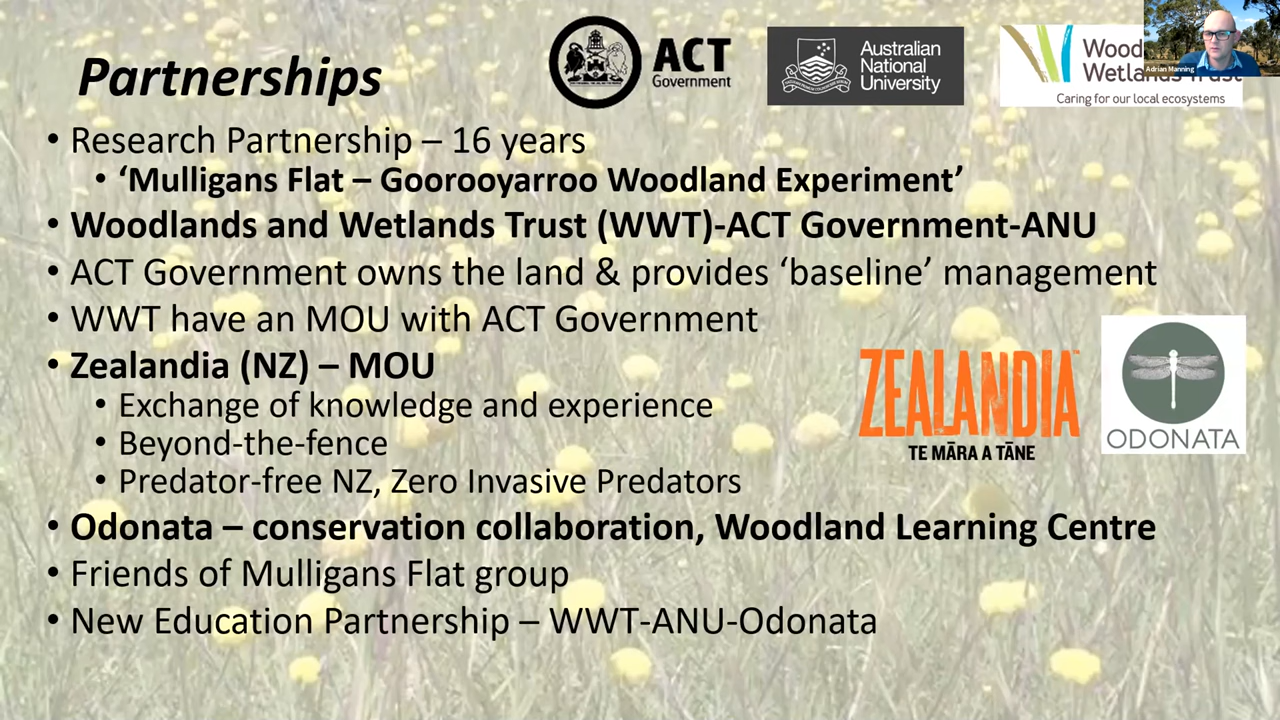 Partnerships
ACT
Government
Australian
National
University
Wood
Wetlands Trust
Caring for our local ecosystems
Adrian Manning
• Research Partnership – 16 years
• ‘Mulligans Flat – Goorooyarroo Woodland Experiment’
• Woodlands and Wetlands Trust (WWT)-ACT Government-ANU
• ACT Government owns the land & provides ‘baseline’ management
• WWT have an MOU with ACT Government
• Zealandia (NZ) – MOU
• Exchange of knowledge and experience
• Beyond-the-fence
• Predator-free NZ, Zero Invasive Predators
ZEALANDIA
TE MĀRA A TĀNE
ODONATA
• Odonata – conservation collaboration, Woodland Learning Centre
• Friends of Mulligans Flat group
• New Education Partnership – WWT-ANU-Odonata